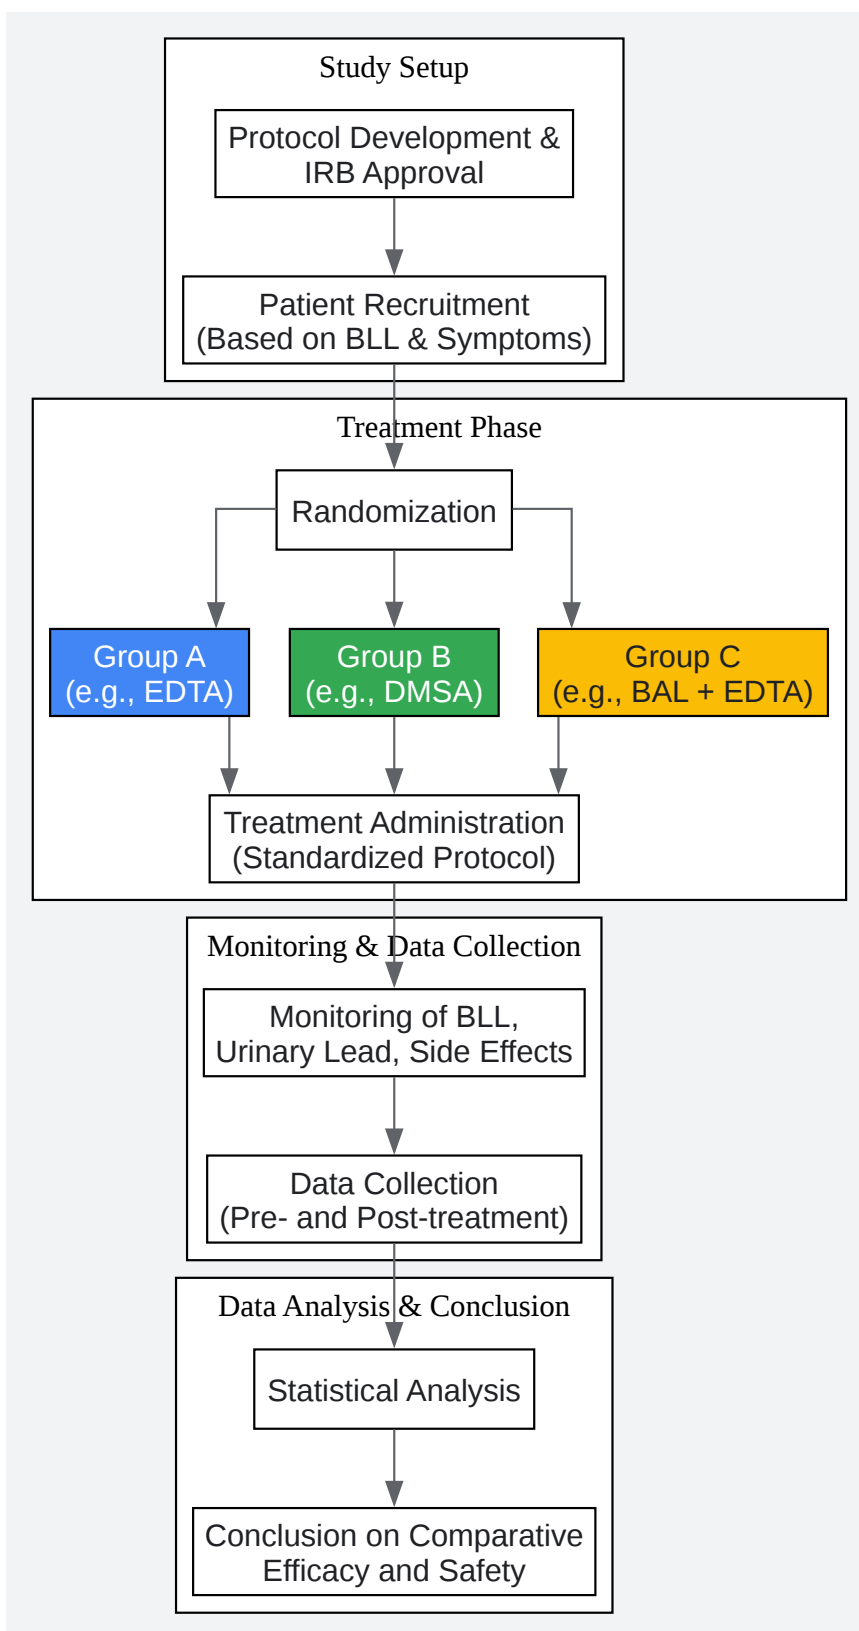 Study Setup
Protocol Development &
IRB Approval
Patient Recruitment
(Based on BLL & Symptoms)
Treatment Phase
Randomization
Group A
(e.g., EDTA)
Group B
(e.g., DMSA)
Group C
(e.g., BAL + EDTA)
Treatment Administration
(Standardized Protocol)
Monitoring & Data Collection
Monitoring of BLL,
Urinary Lead, Side Effects
Data Collection
(Pre- and Post-treatment)
Data Analysis & Conclusion
Statistical Analysis
Conclusion on Comparative
Efficacy and Safety